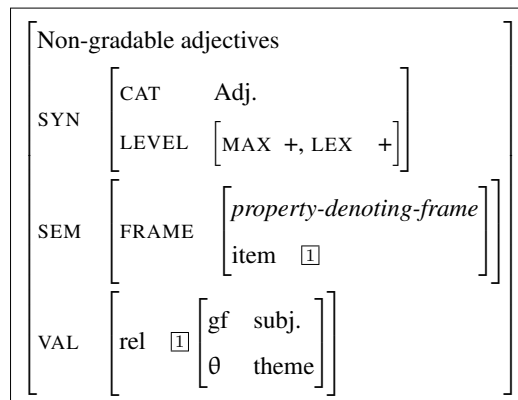 Non-gradable adjectives
SYN CAT Adj.
LEVEL MAX +, LEX +
SEM FRAME property-denoting-frame
item 1
VAL rel 1 gf subj.
θ theme